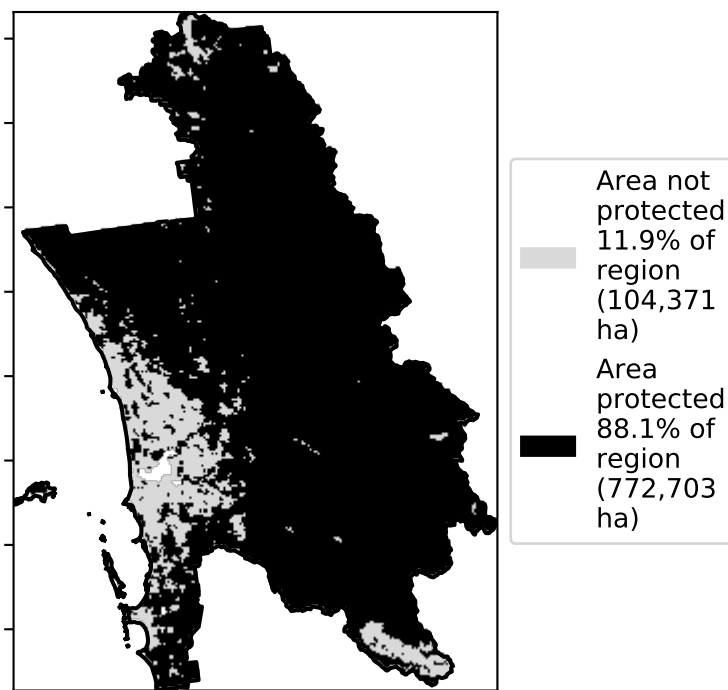 Area not
protected
11.9% of
region
(104,371
ha)
Area
protected
88.1% of
region
(772,703
ha)